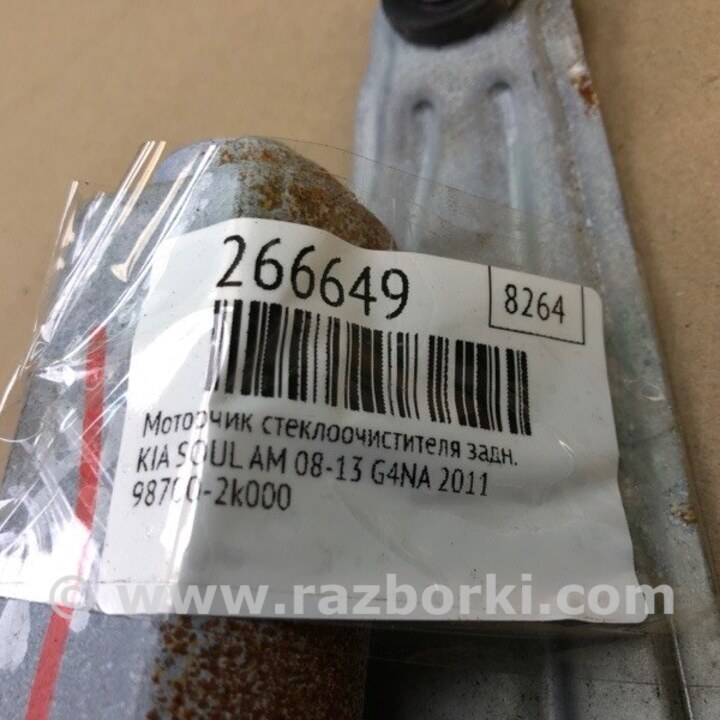 266649
8264
Моторчик стеклоочистителя задн.
KIA SOUL AM 08-13 G4NA 2011
98700-2k000
© www.razborki.com